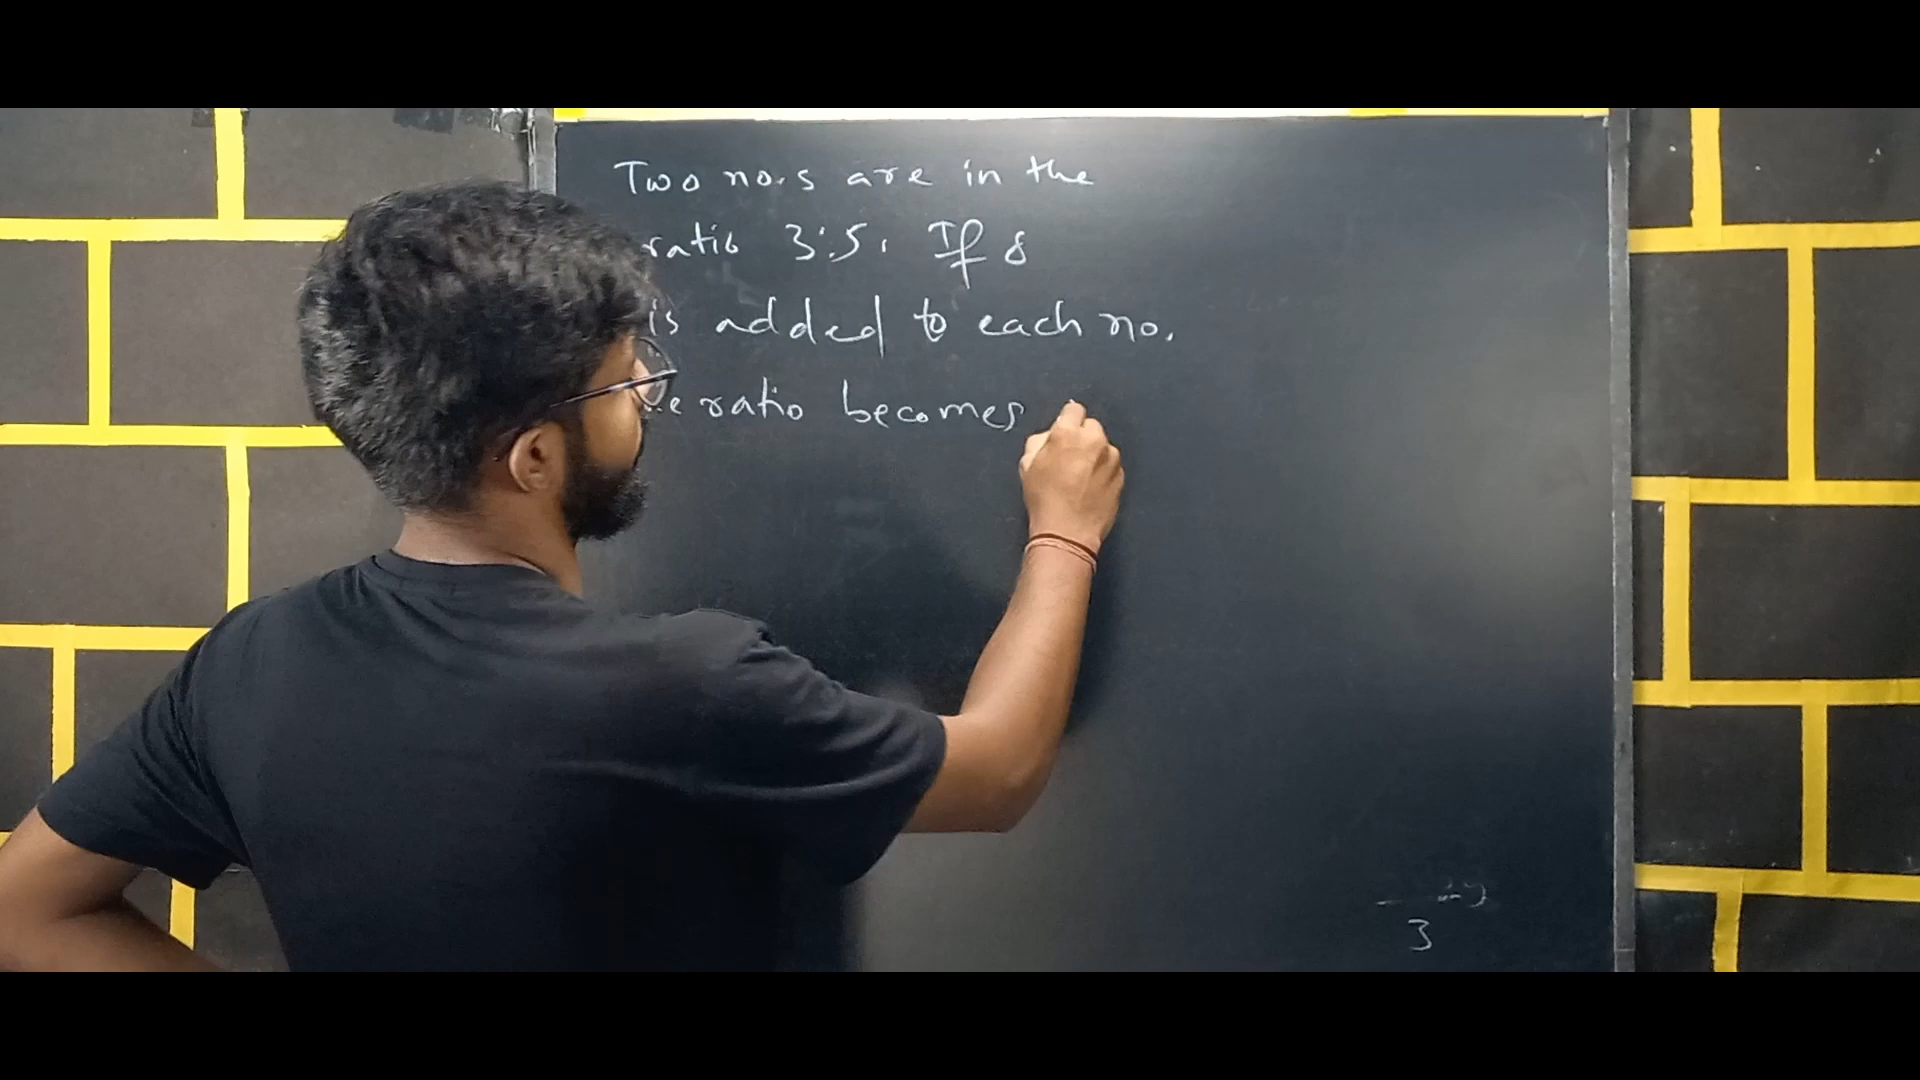 Two no.s are in the
ratio 3:5. If 8
is added to each no.
ratio becomes
3